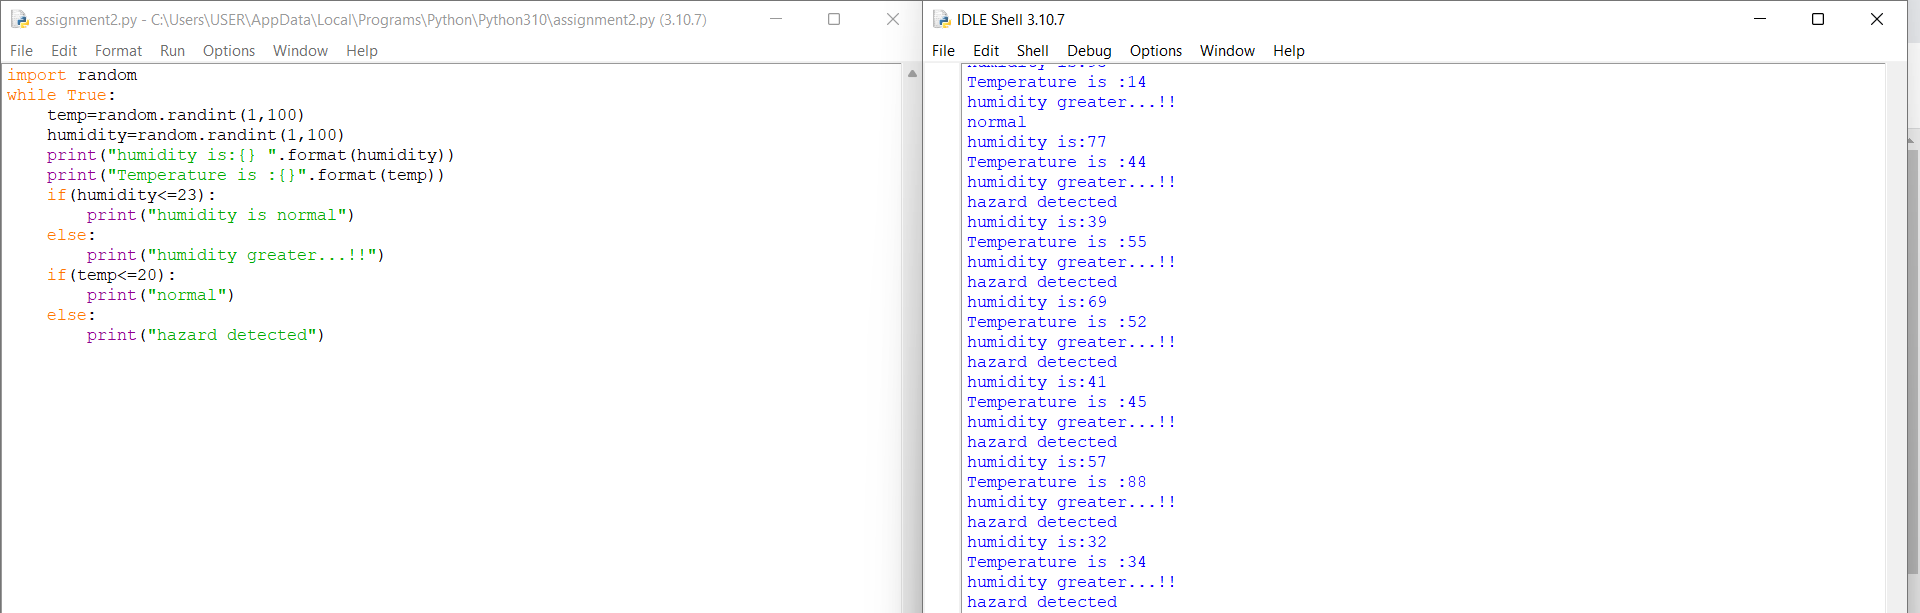 assignment2.py - C:\Users\USER\AppData\Local\Programs\Python\Python310\assignment2.py (3.10.7)
File Edit Format Run Options Window Help
import random
while True:
    temp=random.randint(1,100)
    humidity=random.randint(1,100)
    print("humidity is:{} ".format(humidity))
    print("Temperature is :{}".format(temp))
    if(humidity<=23):
        print("humidity is normal")
    else:
        print("humidity greater...!!")
    if(temp<=20):
        print("normal")
    else:
        print("hazard detected")
IDLE Shell 3.10.7
File Edit Shell Debug Options Window Help
humidity is:
Temperature is :14
humidity greater...!!
normal
humidity is:77
Temperature is :44
humidity greater...!!
hazard detected
humidity is:39
Temperature is :55
humidity greater...!!
hazard detected
humidity is:69
Temperature is :52
humidity greater...!!
hazard detected
humidity is:41
Temperature is :45
humidity greater...!!
hazard detected
humidity is:57
Temperature is :88
humidity greater...!!
hazard detected
humidity is:32
Temperature is :34
humidity greater...!!
hazard detected